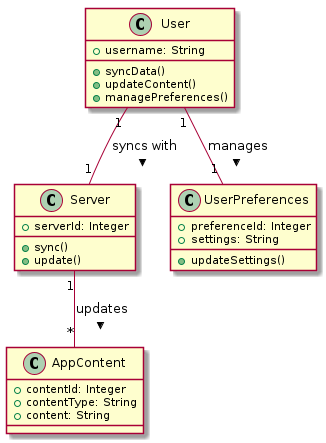 C User
username: String
syncData()
updateContent()
managePreferences()
1 1
syncs with manages
1 1
C Server C UserPreferences
serverId: Integer preferenceId: Integer
settings: String
sync() updateSettings()
update()
1
updates
*
C AppContent
contentId: Integer
contentType: String
content: String